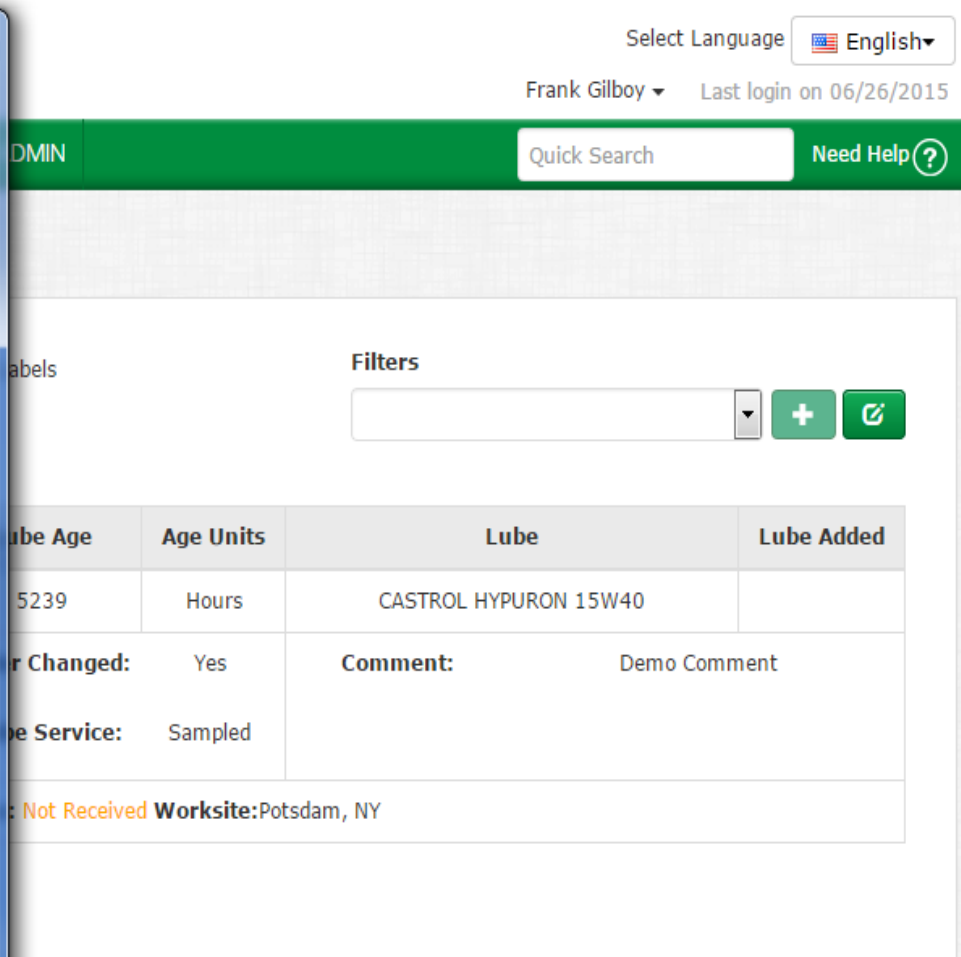 Select Language English
Frank Gilboy Last login on 06/26/2015
DMIN Quick Search Need Help ?
abels Filters
ube Age Age Units Lube Lube Added
5239 Hours CASTROL HYPURON 15W40
r Changed: Yes Comment: Demo Comment
be Service: Sampled
: Not Received Worksite:Potsdam, NY